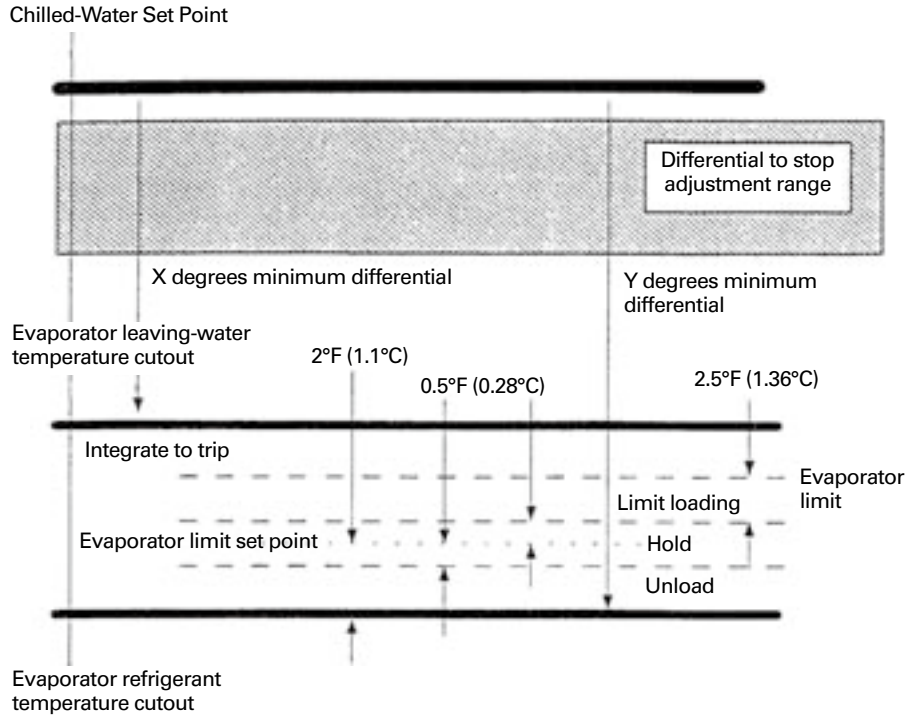 Chilled-Water Set Point
Differential to stop
adjustment range
X degrees minimum differential
Y degrees minimum
differential
Evaporator leaving-water
temperature cutout
2°F (1.1°C)
0.5°F (0.28°C)
2.5°F (1.36°C)
Integrate to trip
Evaporator
limit
Limit loading
Evaporator limit set point
Hold
Unload
Evaporator refrigerant
temperature cutout